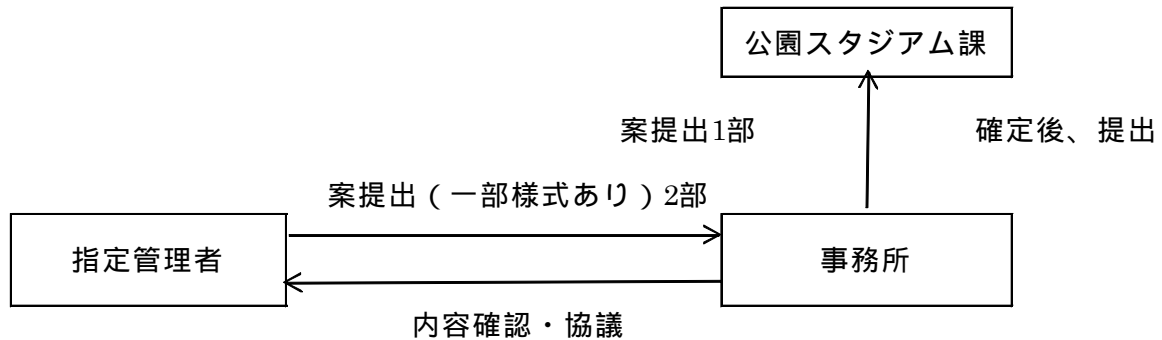 公園スタジアム課
案提出1部
確定後、提出
案提出(一部様式あり)2部
指定管理者
事務所
内容確認・協議